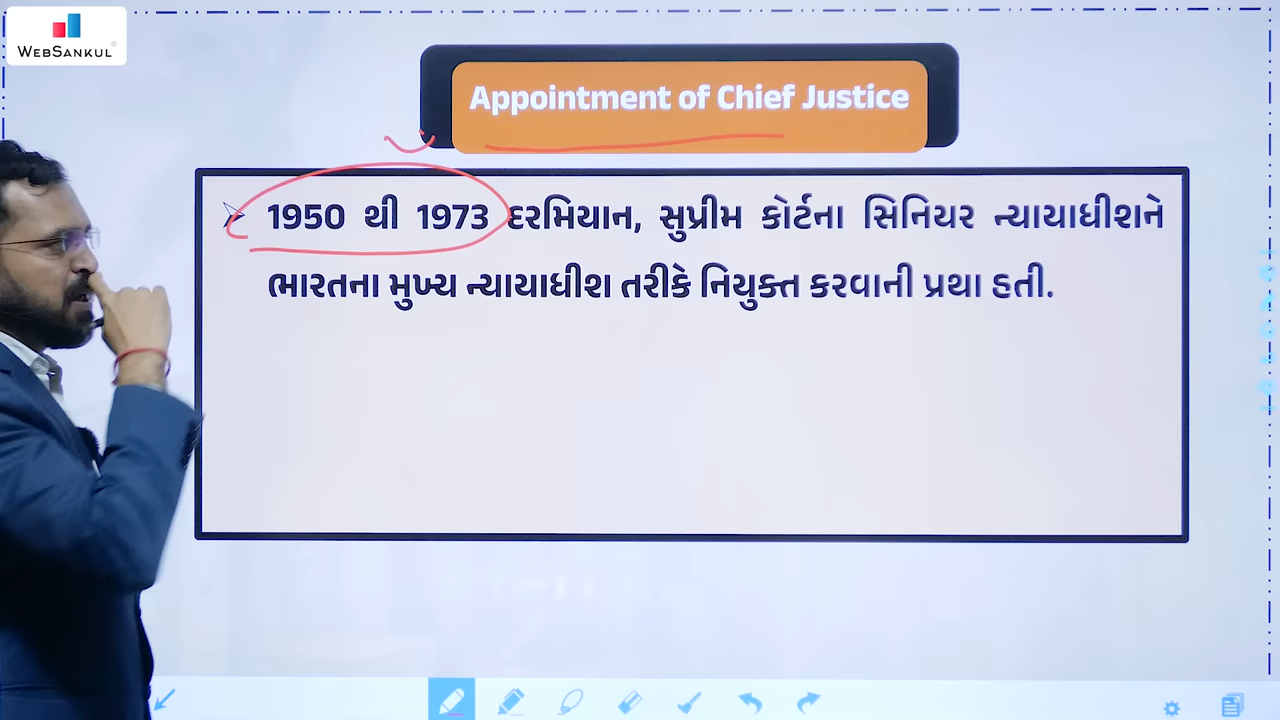 WEBSANKUL
Appointment of Chief Justice
➢ 1950 થી 1973 દરમિયાન, સુપ્રીમ કોર્ટના સિનિયર ન્યાયાધીશને
ભારતના મુખ્ય ન્યાયાધીશ તરીકે નિયુક્ત કરવાની પ્રથા હતી.